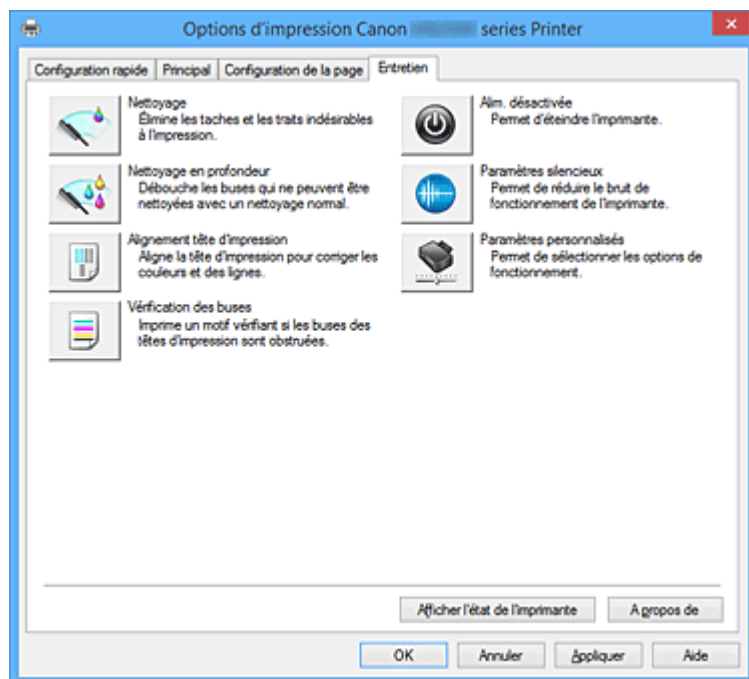 Options d'impression Canon series Printer
Configuration rapide
Principal
Configuration de la page
Entretien
Nettoyage
Élimine les taches et les traits indésirables
à l'impression.
Nettoyage en profondeur
Débouche les buses qui ne peuvent être
nettoyées avec un nettoyage normal.
Alignement tête d'impression
Aligne la tête d'impression pour corriger les
couleurs et des lignes.
Vérification des buses
Imprime un motif vérifiant si les buses des
têtes d'impression sont obstruées.
Alim. désactivée
Permet d'éteindre l'imprimante.
Paramètres silencieux
Permet de réduire le bruit de
fonctionnement de l'imprimante.
Paramètres personnalisés
Permet de sélectionner les options de
fonctionnement.
Afficher l'état de l'imprimante
A propos de
OK
Annuler
Appliquer
Aide